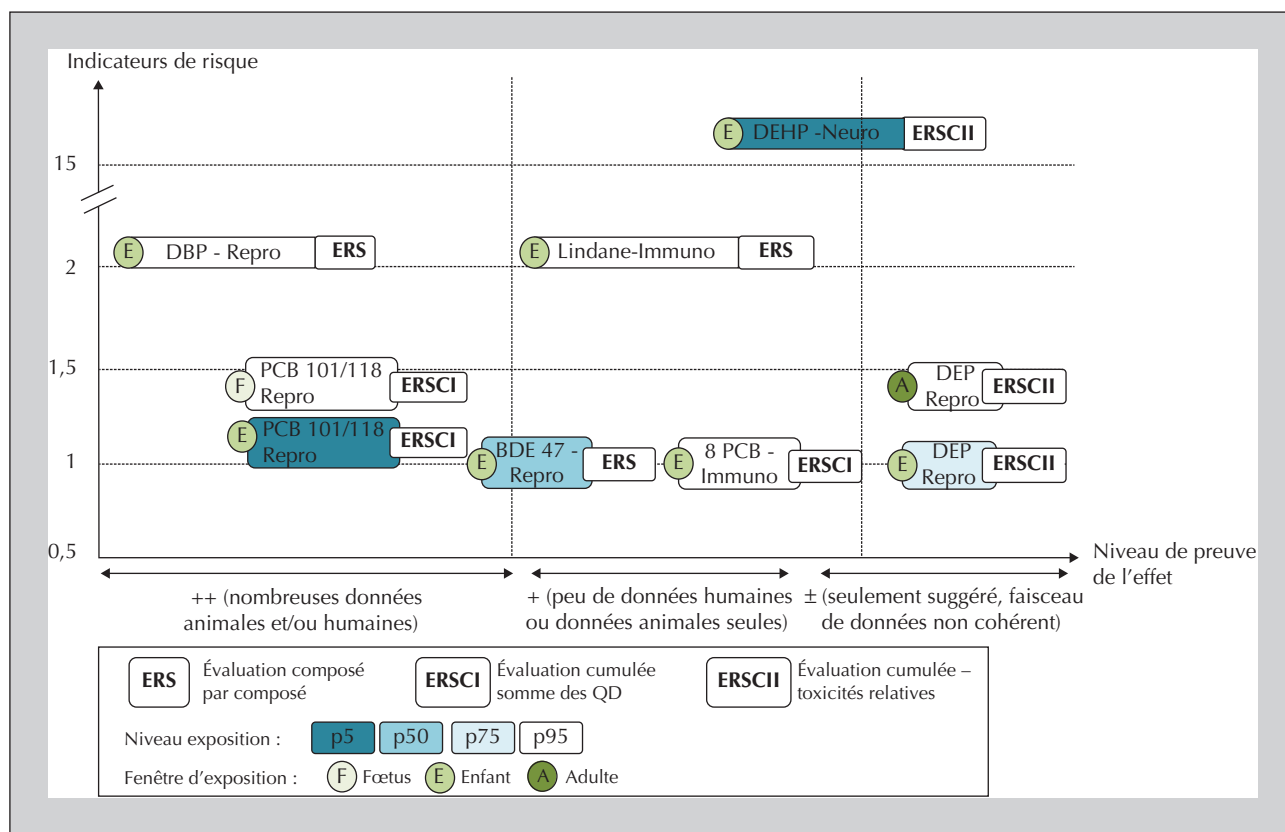 Indicateurs de risque
E DEHP -Neuro ERSCII
15
E DBP - Repro ERS
E Lindane-Immuno ERS
2
1,5
F PCB 101/118
Repro
ERSCI
A DEP
Repro
ERSCII
E PCB 101/118
Repro
ERSCI
1
E BDE 47 -
Repro
ERS
E 8 PCB -
Immuno
ERSCI
E DEP
Repro
ERSCII
0,5
Niveau de preuve
de l’effet
++ (nombreuses données
animales et/ou humaines)
+ (peu de données humaines
ou données animales seules)
± (seulement suggéré, faisceau
de données non cohérent)
ERS Évaluation composé
par composé
ERSCI Évaluation cumulée
somme des QD
ERSCII Évaluation cumulée –
toxicités relatives
Niveau exposition : p5 p50 p75 p95
Fenêtre d’exposition : F Fœtus E Enfant A Adulte